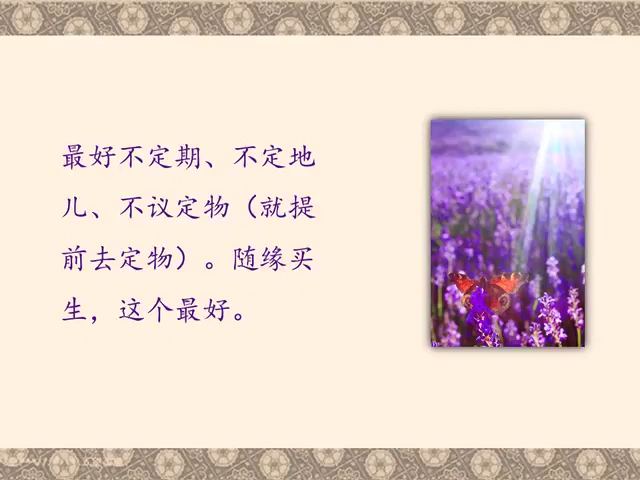 最好不定期、不定地
儿、不议定物（就提
前去定物）。随缘买
生，这个最好。